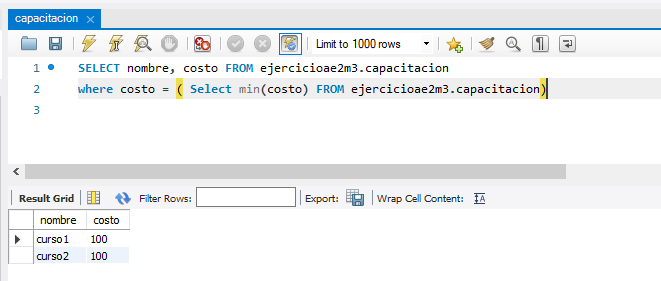 capacitacion ×
Limit to 1000 rows
1 SELECT nombre, costo FROM ejercicioae2m3.capacitacion
2 where costo = ( Select min(costo) FROM ejercicioae2m3.capacitacion)
3
Result Grid Filter Rows: Export: Wrap Cell Content:
nombre costo
curso1 100
curso2 100